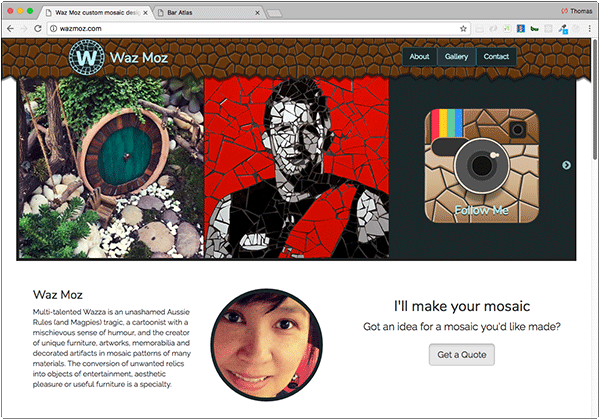 Waz Moz custom mosaic desig
Bar Atlas
Thomas
wazmoz.com
W
Waz Moz
About
Gallery
Contact
Follow Me
Waz Moz
Multi-talented Wazza is an unashamed Aussie
Rules (and Magpies) tragic, a cartoonist with a
mischievous sense of humour, and the creator
of unique furniture, artworks, memorabilia and
decorated artifacts in mosaic patterns of many
materials. The conversion of unwanted relics
into objects of entertainment, aesthetic
pleasure or useful furniture is a specialty.
I'll make your mosaic
Got an idea for a mosaic you'd like made?
Get a Quote